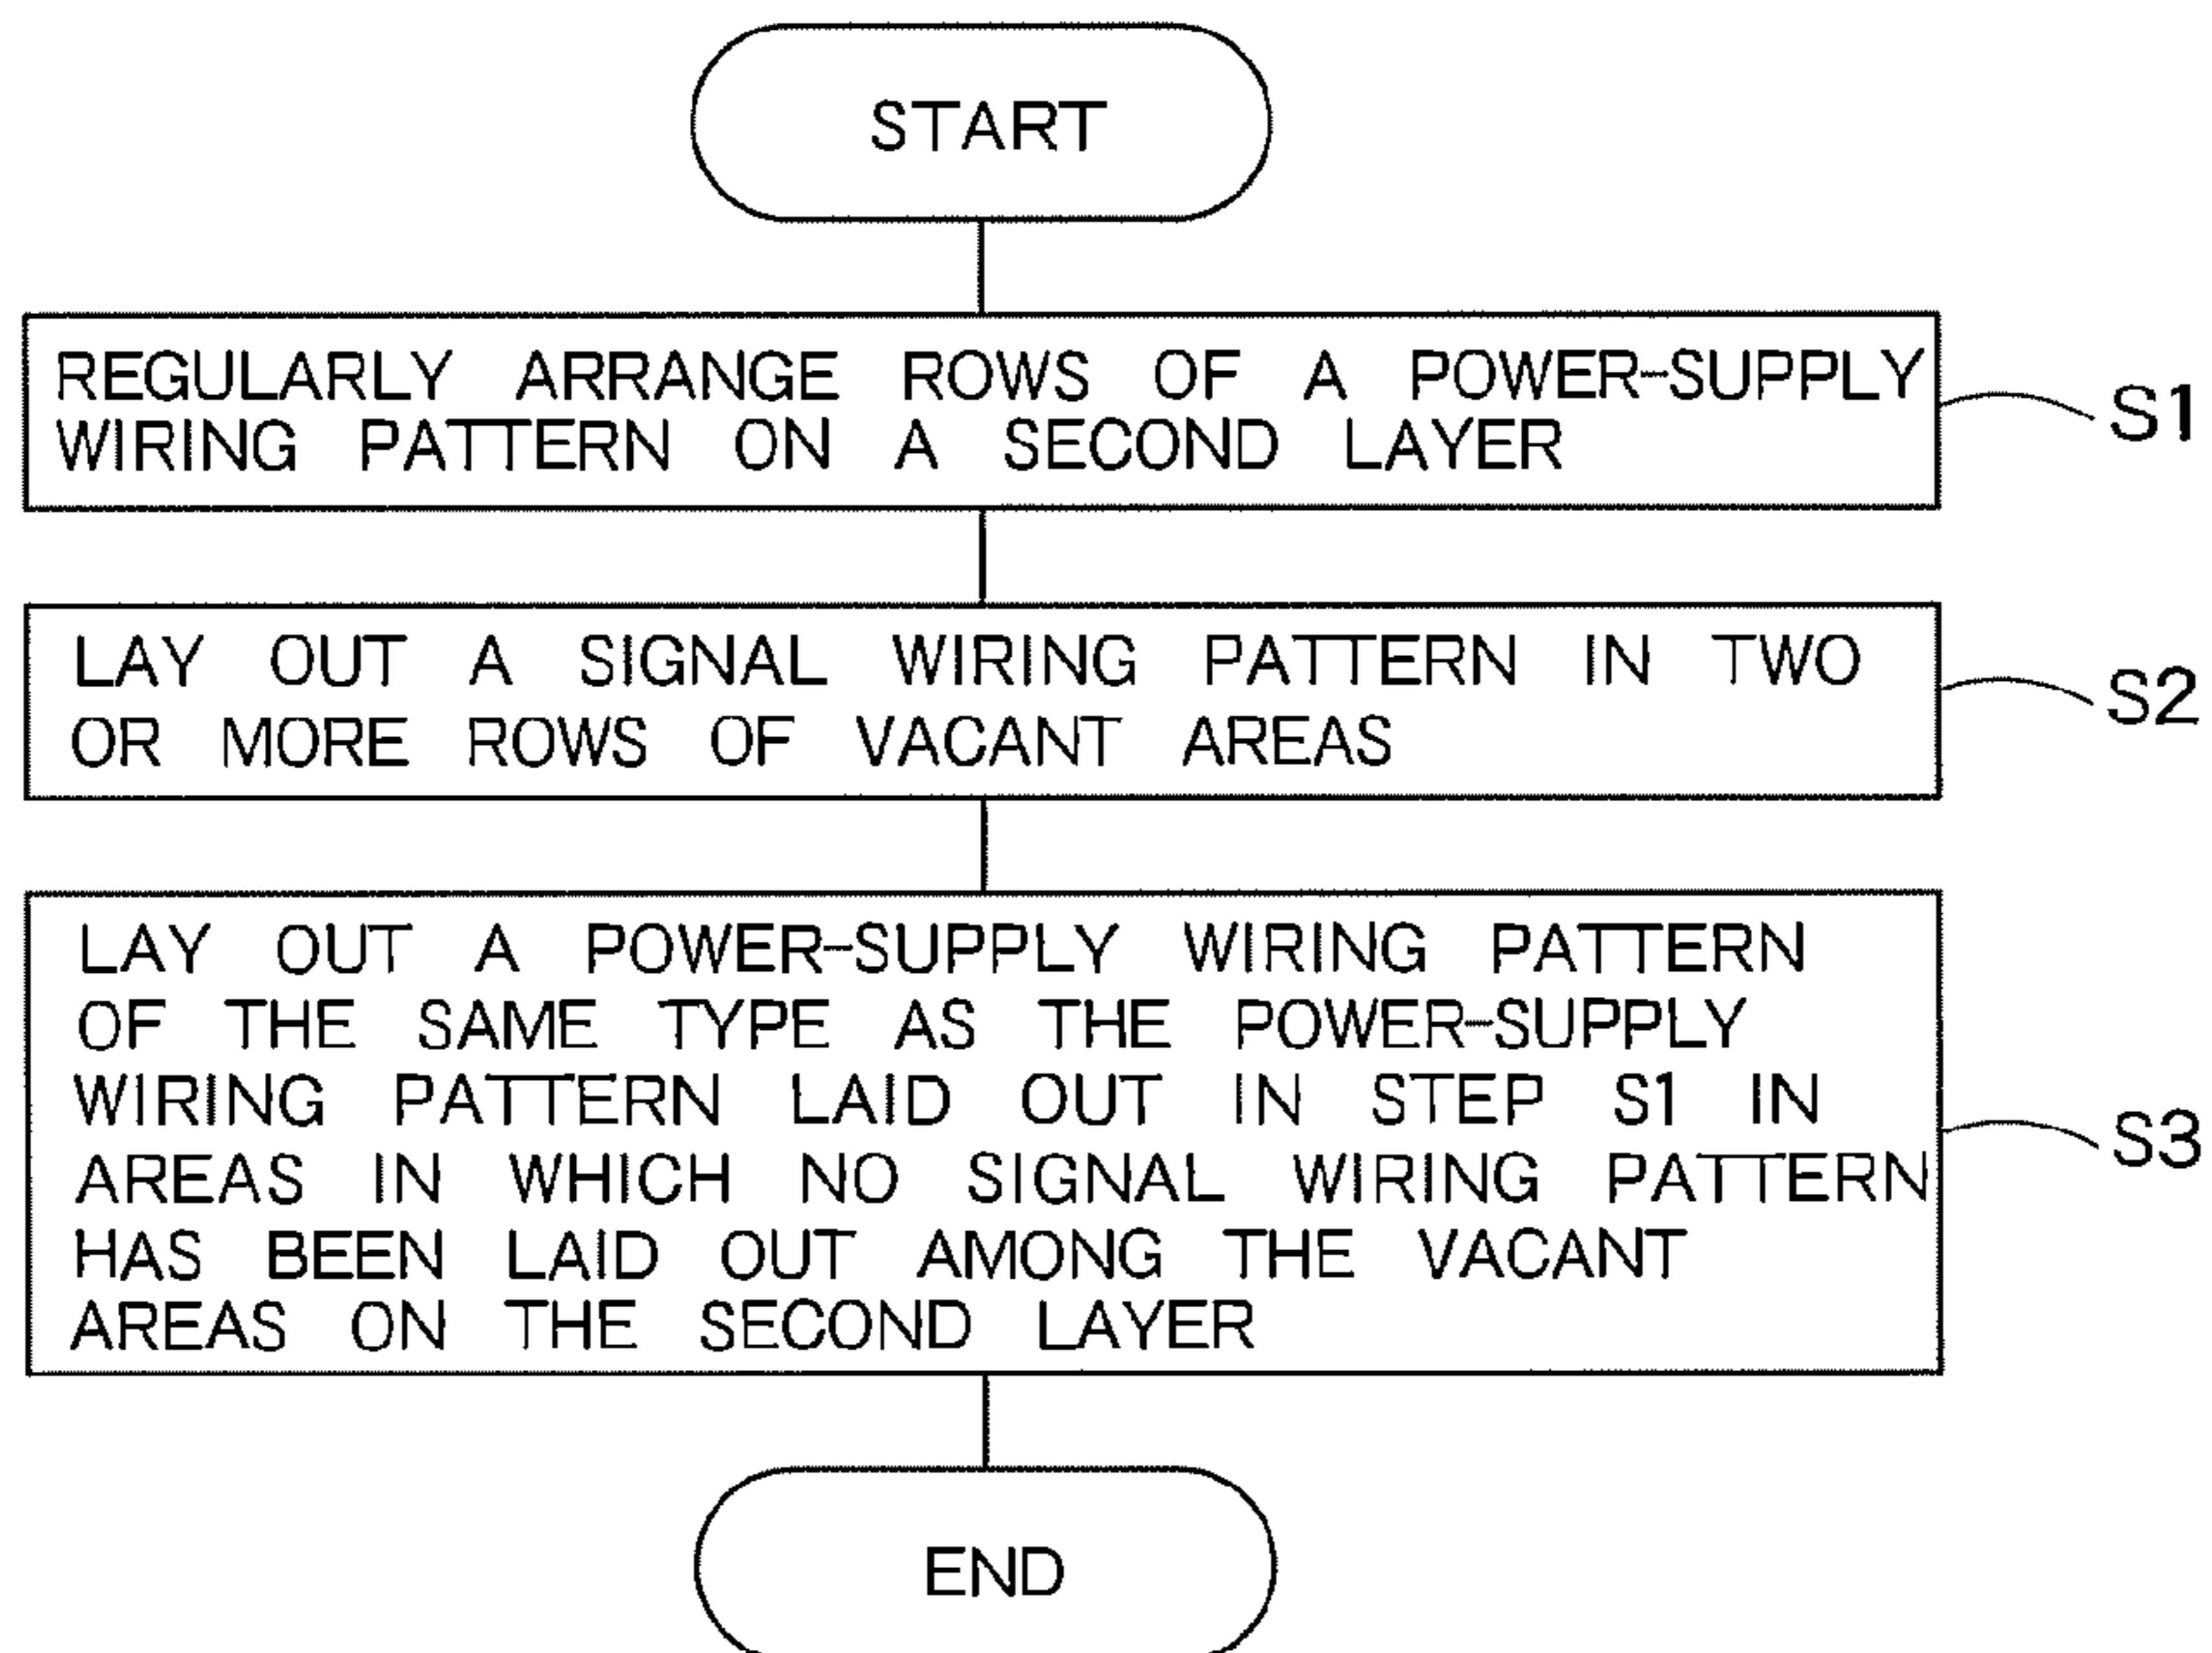 START
REGULARLY ARRANGE ROWS OF A POWER-SUPPLY
WIRING PATTERN ON A SECOND LAYER
S1
LAY OUT A SIGNAL WIRING PATTERN IN TWO
OR MORE ROWS OF VACANT AREAS
S2
LAY OUT A POWER-SUPPLY WIRING PATTERN
OF THE SAME TYPE AS THE POWER-SUPPLY
WIRING PATTERN LAID OUT IN STEP S1 IN
AREAS IN WHICH NO SIGNAL WIRING PATTERN
HAS BEEN LAID OUT AMONG THE VACANT
AREAS ON THE SECOND LAYER
S3
END